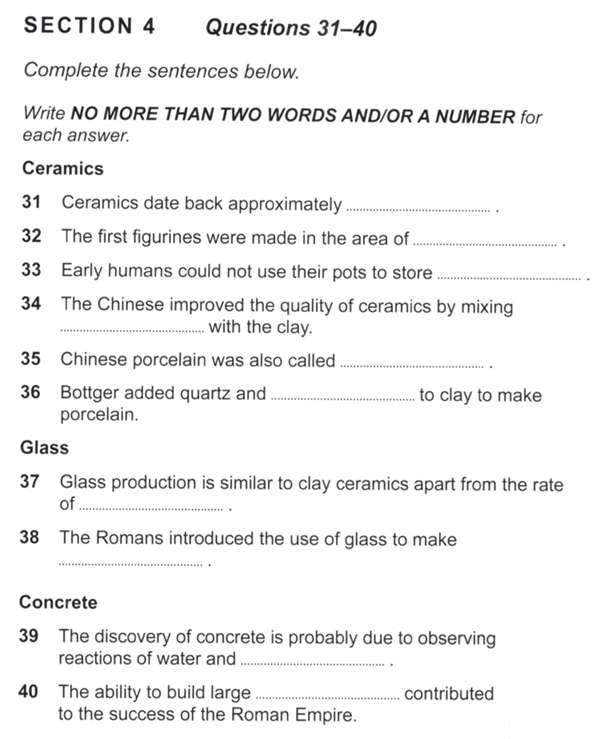 SECTION 4 Questions 31–40
Complete the sentences below.
Write NO MORE THAN TWO WORDS AND/OR A NUMBER for
each answer.
Ceramics
31 Ceramics date back approximately .......................................... .
32 The first figurines were made in the area of .......................................... .
33 Early humans could not use their pots to store .......................................... .
34 The Chinese improved the quality of ceramics by mixing
.......................................... with the clay.
35 Chinese porcelain was also called .......................................... .
36 Bottger added quartz and .......................................... to clay to make
porcelain.
Glass
37 Glass production is similar to clay ceramics apart from the rate
of .......................................... .
38 The Romans introduced the use of glass to make
.......................................... .
Concrete
39 The discovery of concrete is probably due to observing
reactions of water and .......................................... .
40 The ability to build large .......................................... contributed
to the success of the Roman Empire.